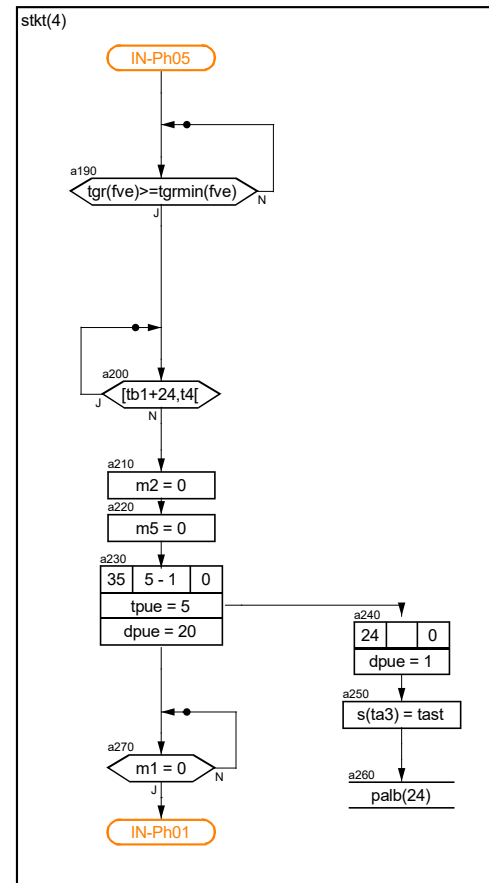 stkt(4)
IN-Ph05
a190
tgr(fve)>=tgrmin(fve)
N
J
a200
[tb1+24,t4[
J
N
a210
m2 = 0
a220
m5 = 0
a230
35 5 - 1 0
tpue = 5
dpue = 20
a240
24 0
dpue = 1
a250
s(ta3) = tast
a270
m1 = 0
N
J
a260
palb(24)
IN-Ph01